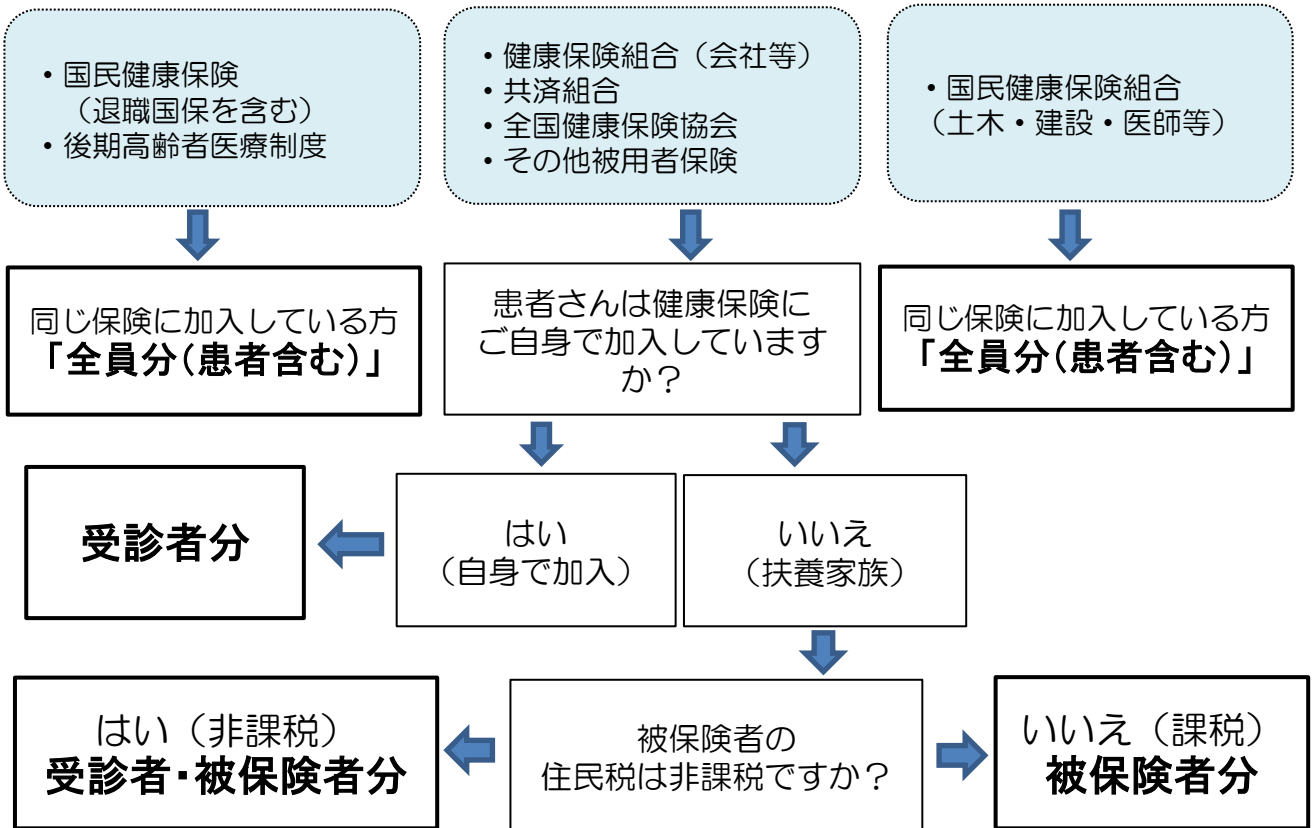 ・国民健康保険
（退職国保を含む）
・後期高齢者医療制度
・健康保険組合（会社等）
・共済組合
・全国健康保険協会
・その他被用者保険
・国民健康保険組合
（土木・建設・医師等）
同じ保険に加入している方
「全員分（患者含む）」
患者さんは健康保険に
ご自身で加入しています
か？
同じ保険に加入している方
「全員分（患者含む）」
受診者分
はい
（自身で加入）
いいえ
（扶養家族）
はい（非課税）
受診者・被保険者分
被保険者の
住民税は非課税ですか？
いいえ（課税）
被保険者分